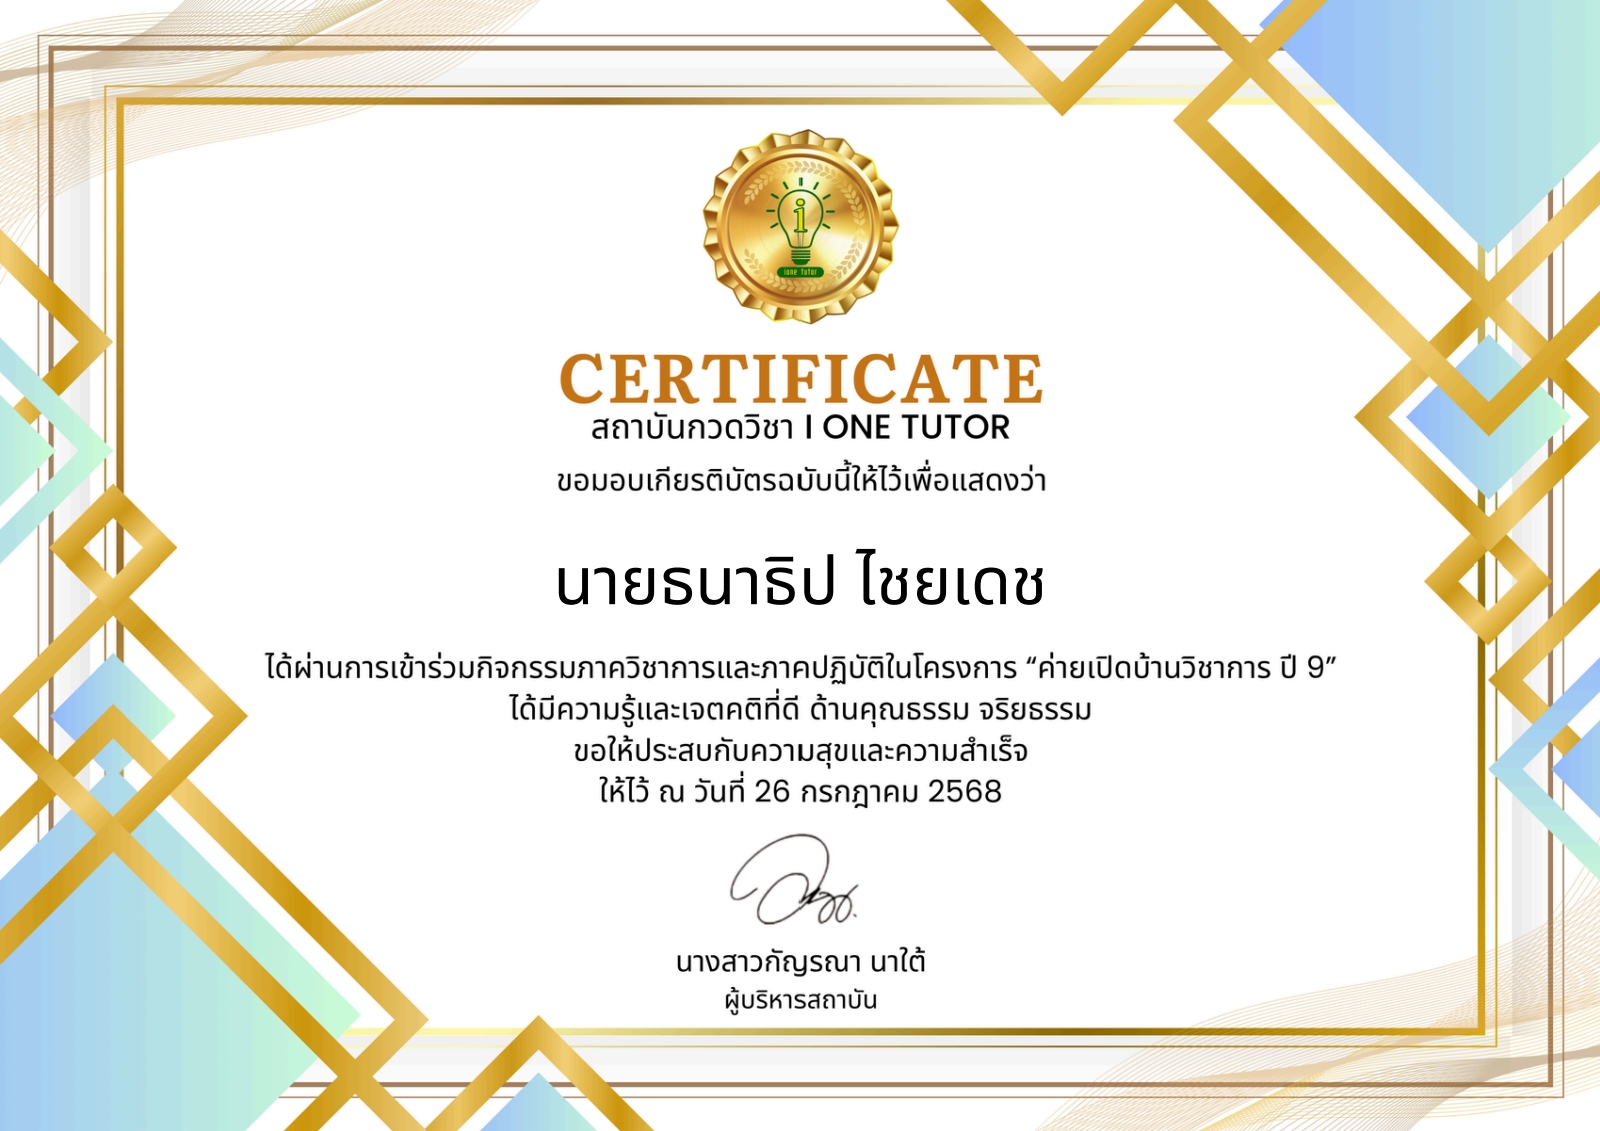 i
ione Tutor
CERTIFICATE
สถาบันกวดวิชา I ONE TUTOR
ขอมอบเกียรติบัตรฉบับนี้ให้ไว้เพื่อแสดงว่า
นายธนาธิป ไชยเดช
ได้ผ่านการเข้าร่วมกิจกรรมภาควิชาการและภาคปฏิบัติในโครงการ “ค่ายเปิดบ้านวิชาการ ปี 9”
ได้มีความรู้และเจตคติที่ดี ด้านคุณธรรม จริยธรรม
ขอให้ประสบกับความสุขและความสำเร็จ
ให้ไว้ ณ วันที่ 26 กรกฎาคม 2568
นางสาวกัญรณา นาใต้
ผู้บริหารสถาบัน